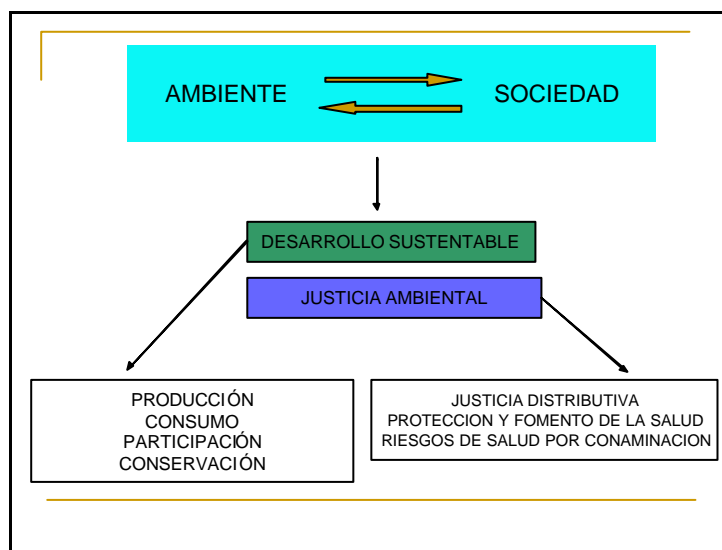 AMBIENTE SOCIEDAD
DESARROLLO SUSTENTABLE
JUSTICIA AMBIENTAL
PRODUCCIÓN
CONSUMO
PARTICIPACIÓN
CONSERVACIÓN
JUSTICIA DISTRIBUTIVA
PROTECCION Y FOMENTO DE LA SALUD
RIESGOS DE SALUD POR CONAMINACION